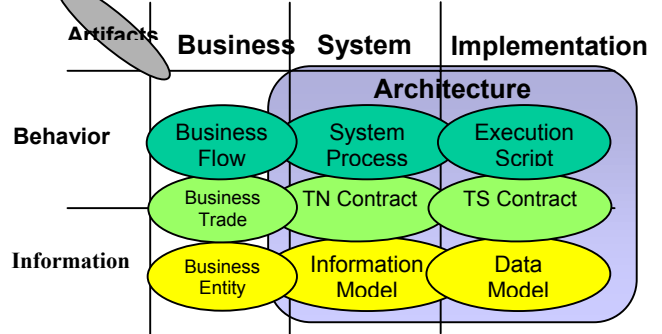 Artifacts
Business System Implementation
Architecture
Behavior
Business
Flow
System
Process
Execution
Script
Business
Trade
TN Contract
TS Contract
Information
Business
Entity
Information
Model
Data
Model